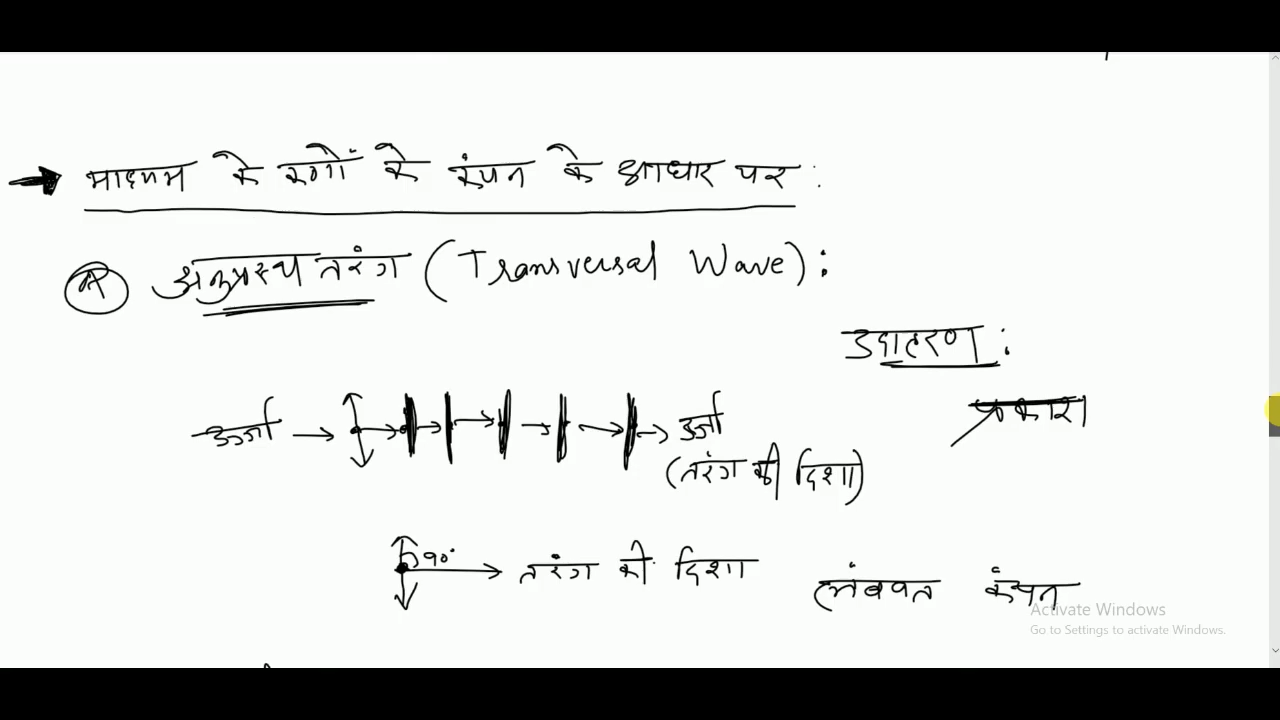 माध्यम के कणों के कंपन के आधार पर :
A अनुप्रस्थ तरंग (Transversal Wave) :
उदाहरण :
प्रकाश
ऊर्जा → ऊर्जा
(तरंग की दिशा)
90° तरंग की दिशा
लंबवत कंपन
Activate Windows
Go to Settings to activate Windows.